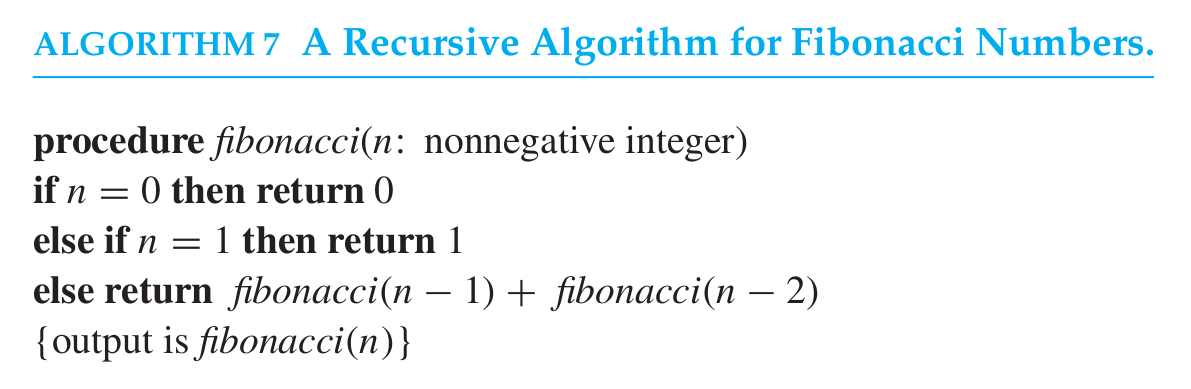 ALGORITHM 7 A Recursive Algorithm for Fibonacci Numbers.
procedure fibonacci(n: nonnegative integer)
if n = 0 then return 0
else if n = 1 then return 1
else return fibonacci(n − 1) + fibonacci(n − 2)
{output is fibonacci(n)}